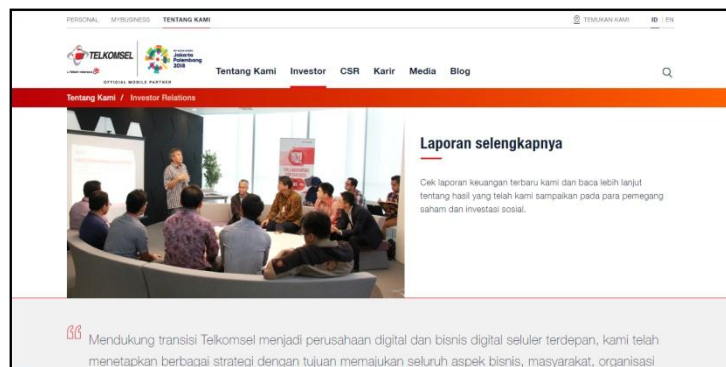 PERSONAL MYBUSINESS TENTANG KAMI TEMUKAN KAMI ID | EN
TELKOMSEL
Jakarta
Palembang
2018
OFFICIAL MOBILE PARTNER
Tentang Kami Investor CSR Karir Media Blog
Tentang Kami / Investor Relations
Laporan selengkapnya
Cek laporan keuangan terbaru kami dan baca lebih lanjut
tentang hasil yang telah kami sampaikan pada para pemegang
saham dan investasi sosial.
Mendukung transisi Telkomsel menjadi perusahaan digital dan bisnis digital seluler terdepan, kami telah
menetapkan berbagai strategi dengan tujuan memajukan seluruh aspek bisnis, masyarakat, organisasi